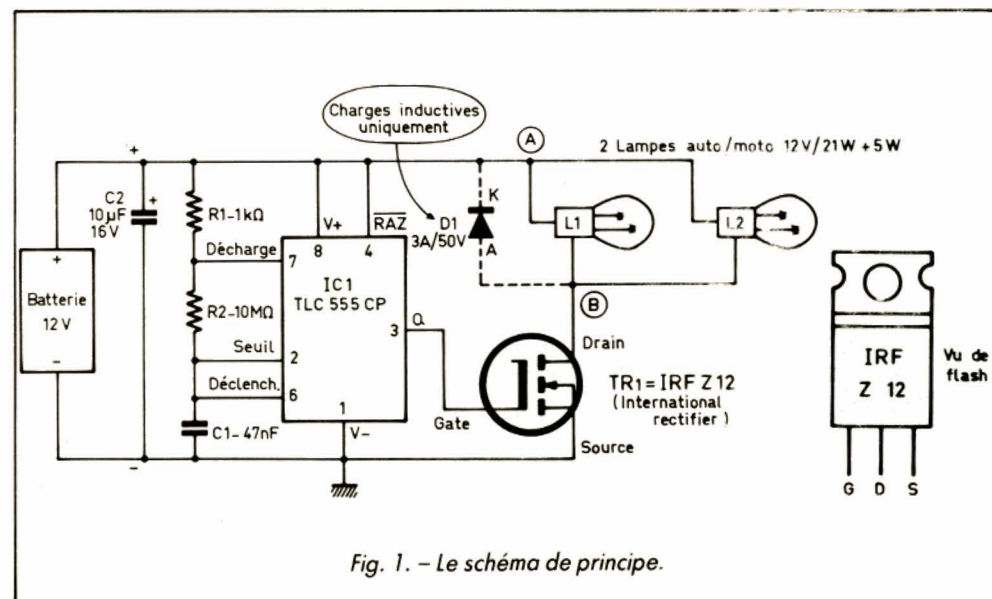 Charges inductives
uniquement
A
2 Lampes auto/moto 12V/21W + 5W
+
C2
10µF
16V
+
R1-1kΩ
V+
RAZ
8
4
D1
3A/50V
K
A
L1
L2
Décharge
7
IC1
TLC 555 CP
Batterie
12 V
+
-
R2-10MΩ
3
Q
B
Drain
Seuil
2
Déclench.
6
1
V-
C1-47nF
Gate
TR1 = IRF Z12
(International
rectifier)
Source
-
IRF
Z 12
Vu de
flash
G D S
Fig. 1. – Le schéma de principe.